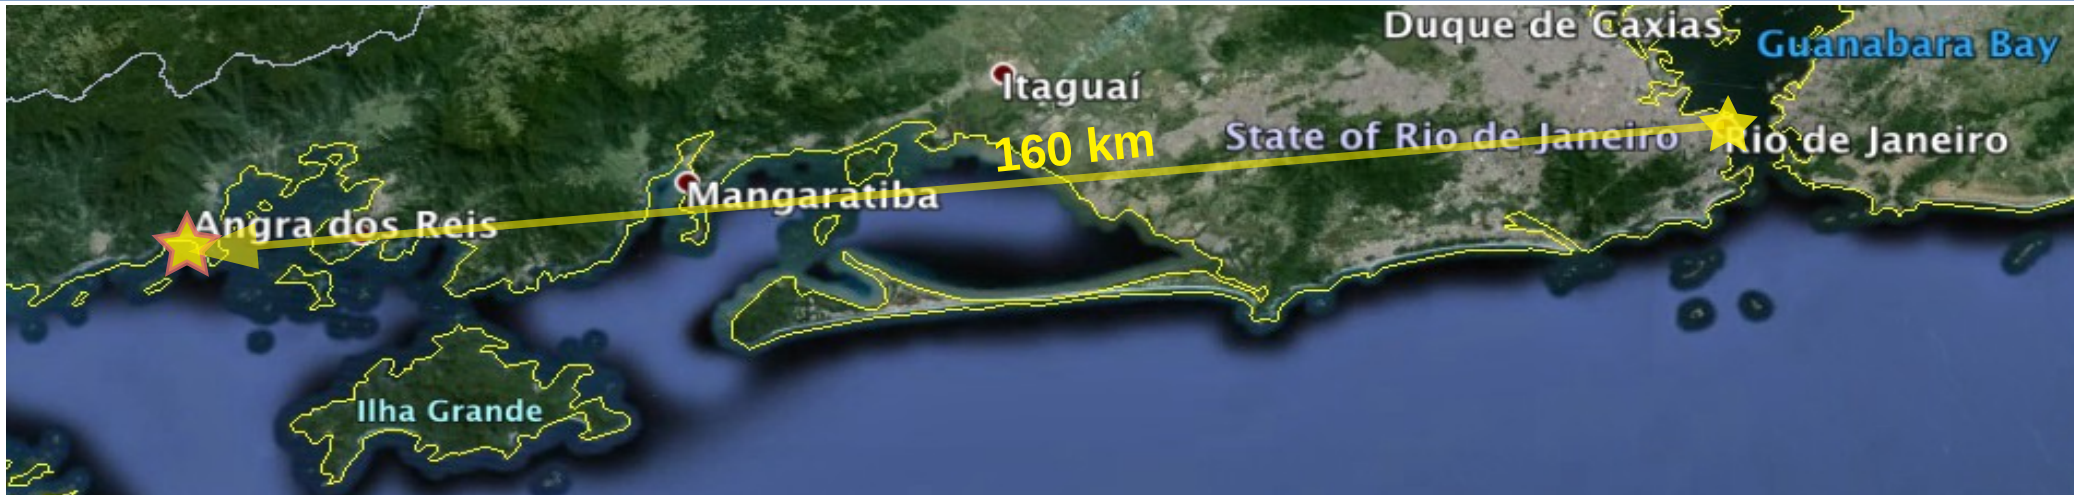 Duque de Caxias
Guanabara Bay
Itaguaí
160 km
State of Rio de Janeiro
Rio de Janeiro
Mangaratiba
Angra dos Reis
Ilha Grande